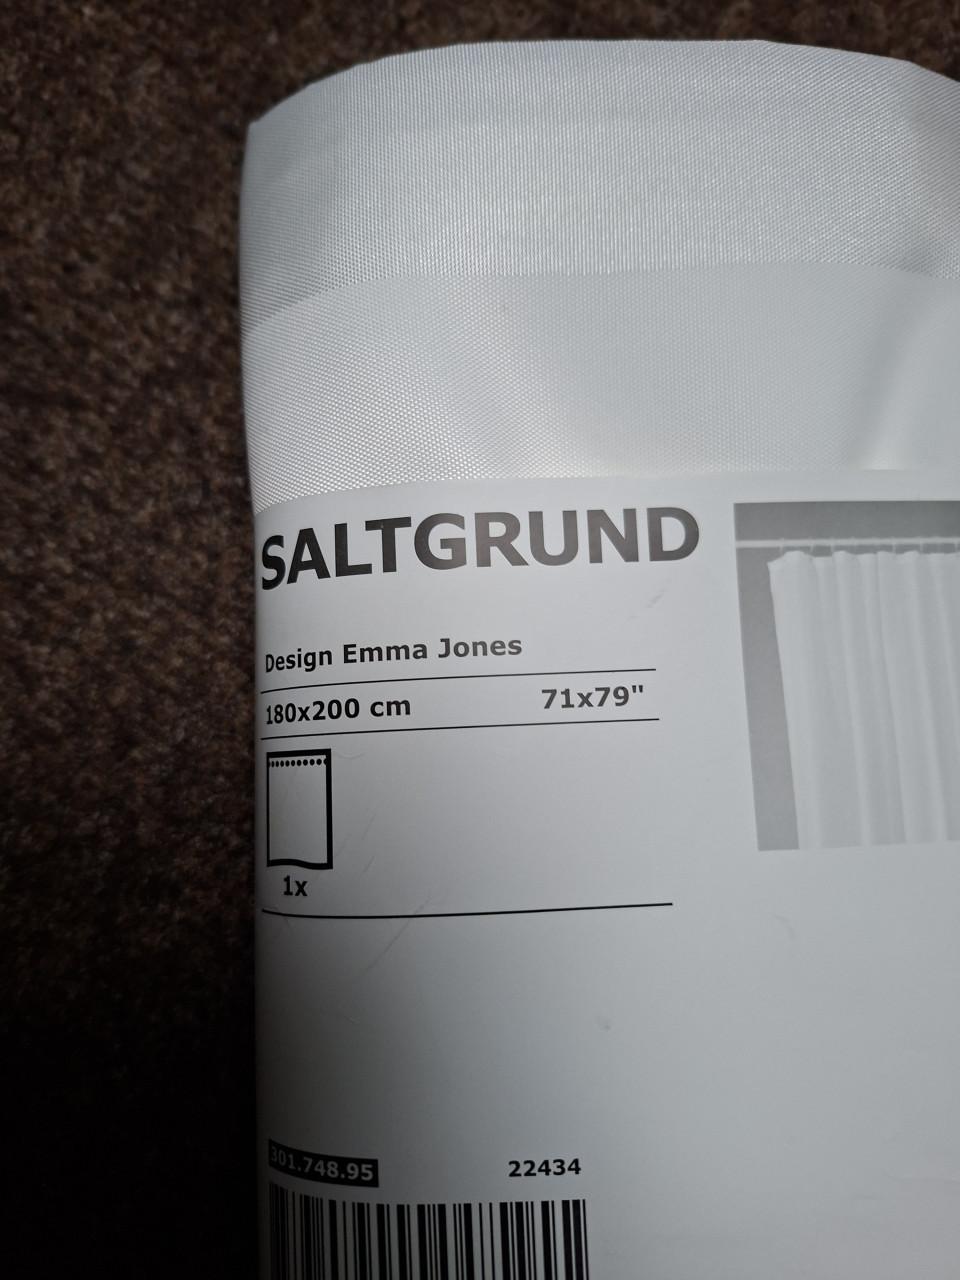 SALTGRUND
Design Emma Jones
180x200 cm 71x79"
1x
301.748.95 22434